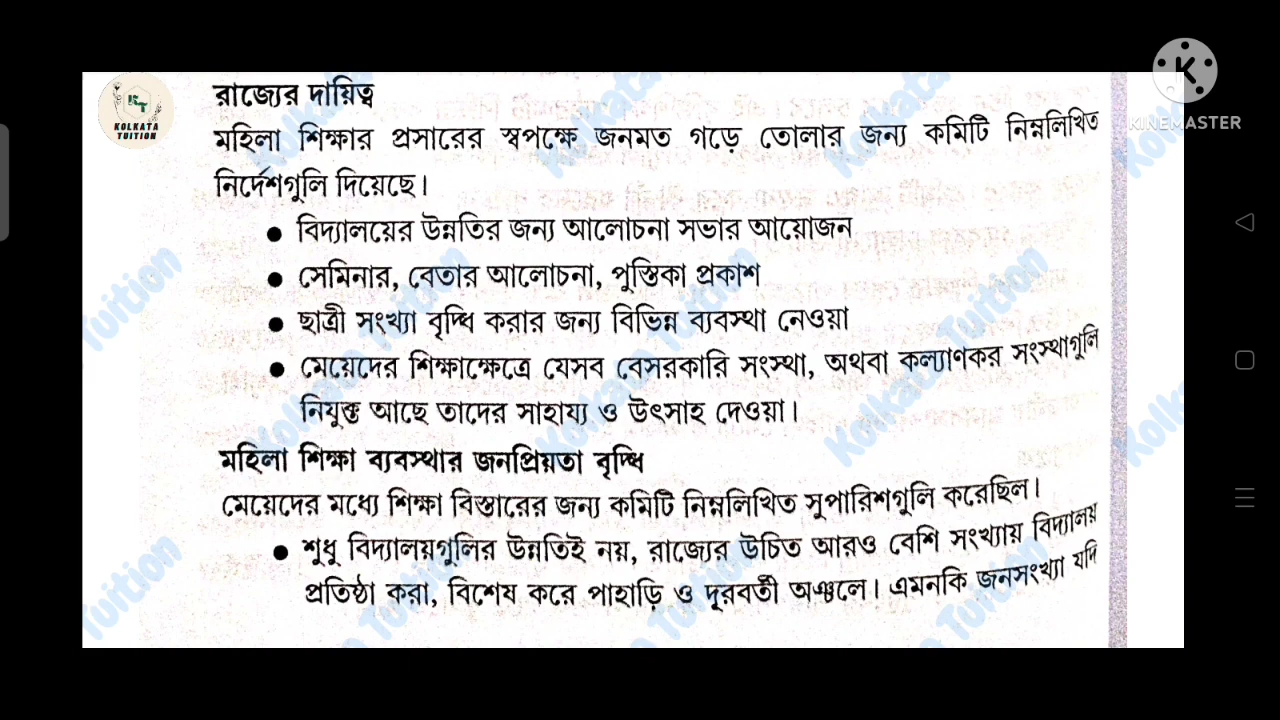 KOLKATA
TUITION
KINEMASTER
রাজ্যের দায়িত্ব
মহিলা শিক্ষার প্রসারের স্বপক্ষে জনমত গড়ে তোলার জন্য কমিটি নিম্নলিখিত
নির্দেশগুলি দিয়েছে।
● বিদ্যালয়ের উন্নতির জন্য আলোচনা সভার আয়োজন
● সেমিনার, বেতার আলোচনা, পুস্তিকা প্রকাশ
● ছাত্রী সংখ্যা বৃদ্ধি করার জন্য বিভিন্ন ব্যবস্থা নেওয়া
● মেয়েদের শিক্ষাক্ষেত্রে যেসব বেসরকারি সংস্থা, অথবা কল্যাণকর সংস্থাগুলি
নিযুক্ত আছে তাদের সাহায্য ও উৎসাহ দেওয়া।
মহিলা শিক্ষা ব্যবস্থার জনপ্রিয়তা বৃদ্ধি
মেয়েদের মধ্যে শিক্ষা বিস্তারের জন্য কমিটি নিম্নলিখিত সুপারিশগুলি করেছিল।
● শুধু বিদ্যালয়গুলির উন্নতিই নয়, রাজ্যের উচিত আরও বেশি সংখ্যায় বিদ্যালয়
প্রতিষ্ঠা করা, বিশেষ করে পাহাড়ি ও দূরবর্তী অঞ্চলে। এমনকি জনসংখ্যা যদি